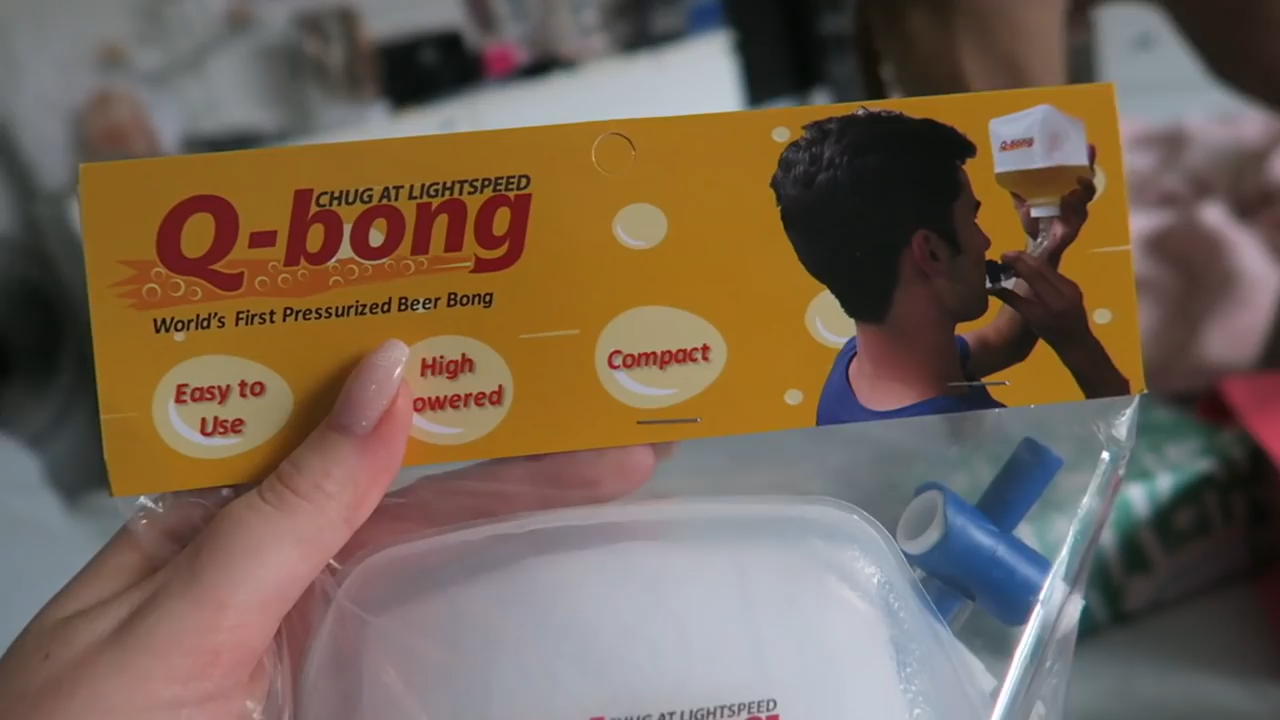 CHUG AT LIGHTSPEED
Q-bong
World's First Pressurized Beer Bong
Easy to
Use
High
owered
Compact
Q-bong
CHUG AT LIGHTSPEED